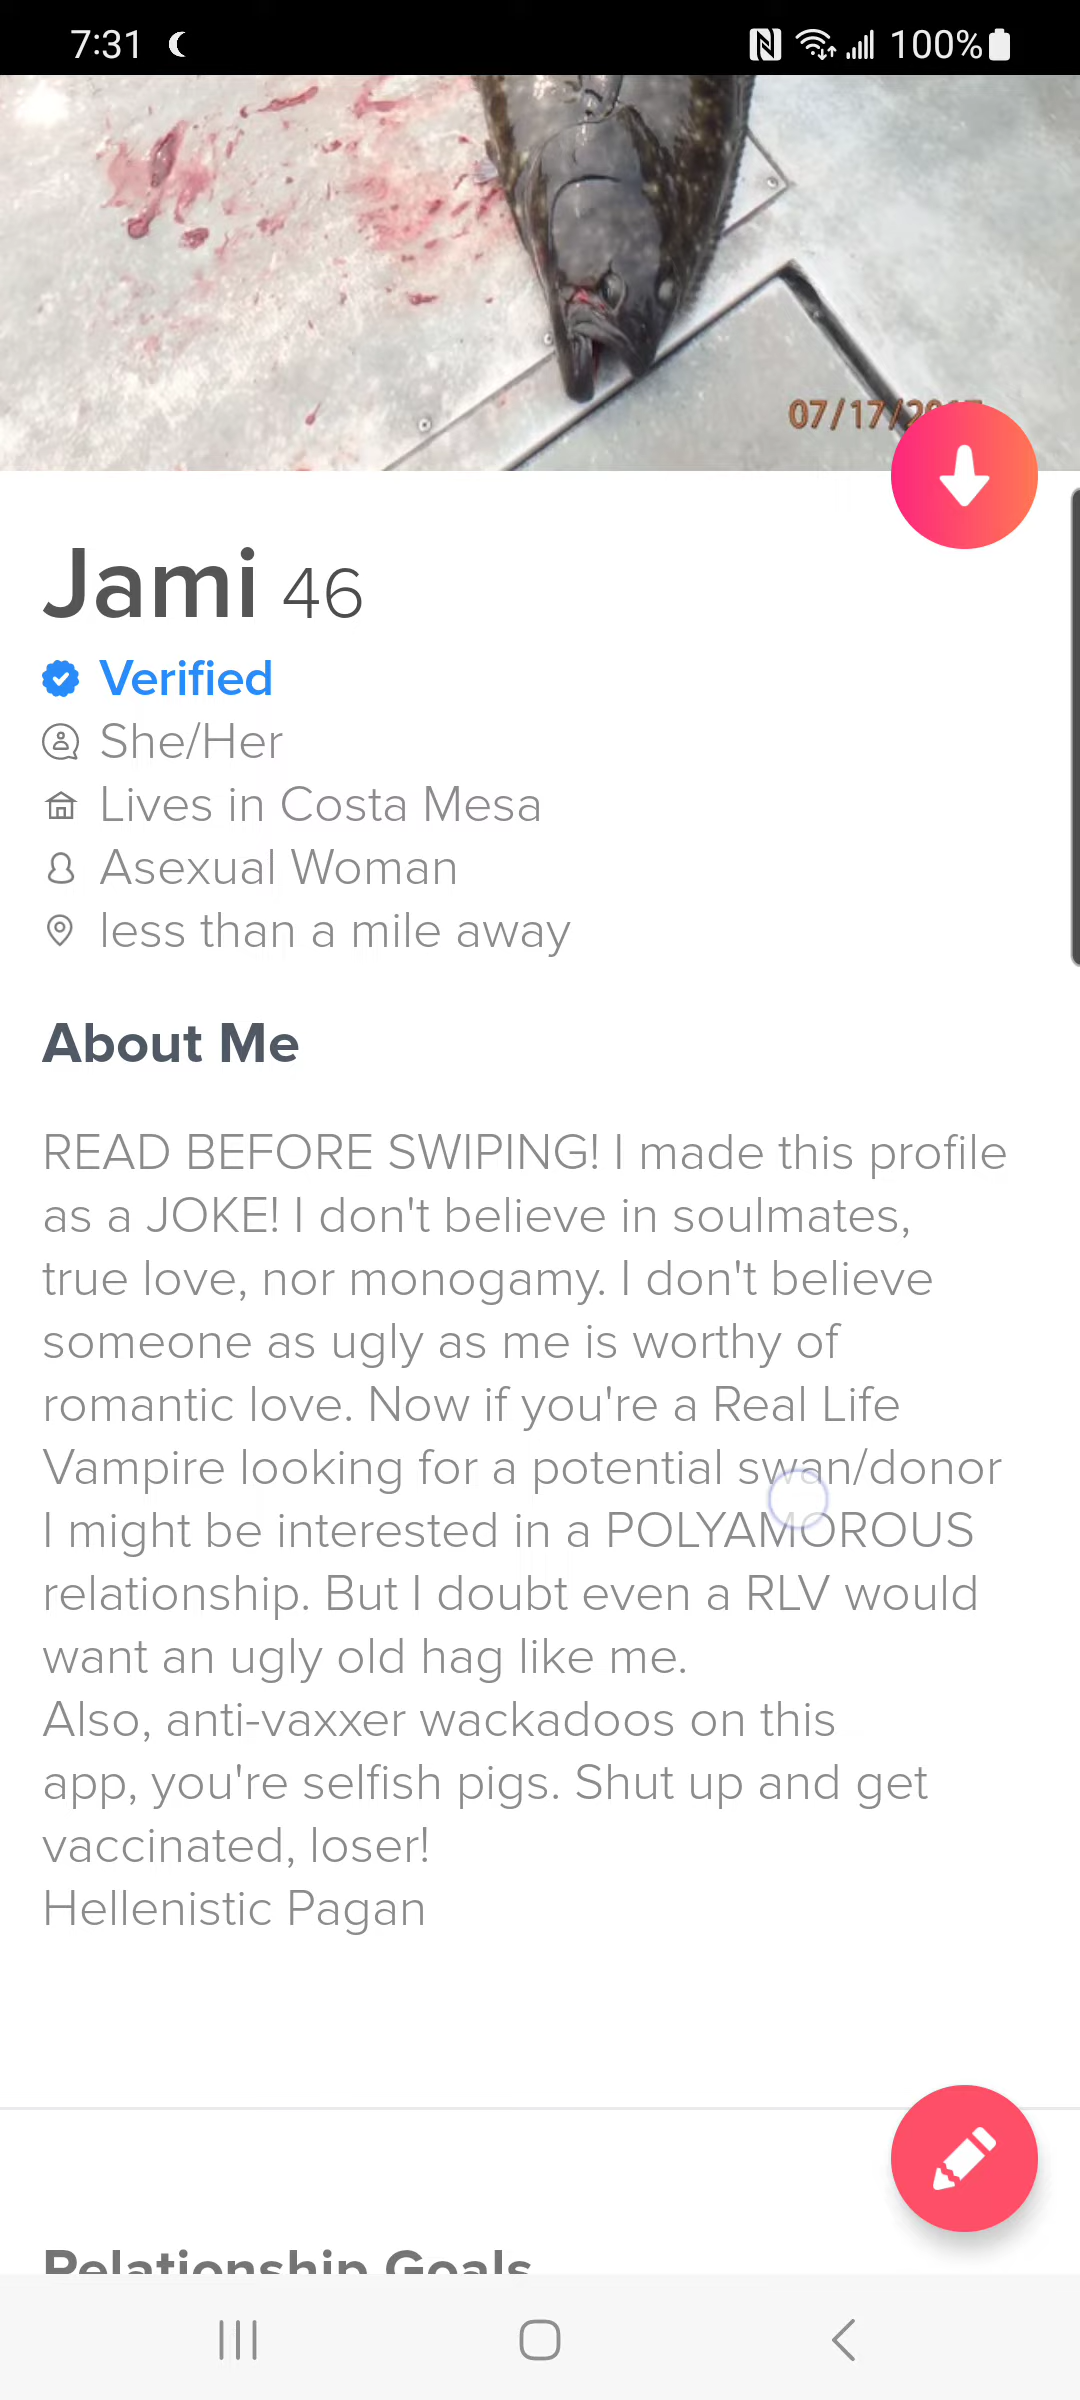 7:31 100%
07/17/
Jami 46
Verified
She/Her
Lives in Costa Mesa
Asexual Woman
less than a mile away
About Me
READ BEFORE SWIPING! I made this profile
as a JOKE! I don't believe in soulmates,
true love, nor monogamy. I don't believe
someone as ugly as me is worthy of
romantic love. Now if you're a Real Life
Vampire looking for a potential swan/donor
I might be interested in a POLYAMOROUS
relationship. But I doubt even a RLV would
want an ugly old hag like me.
Also, anti-vaxxer wackadoos on this
app, you're selfish pigs. Shut up and get
vaccinated, loser!
Hellenistic Pagan
Relationship Goals